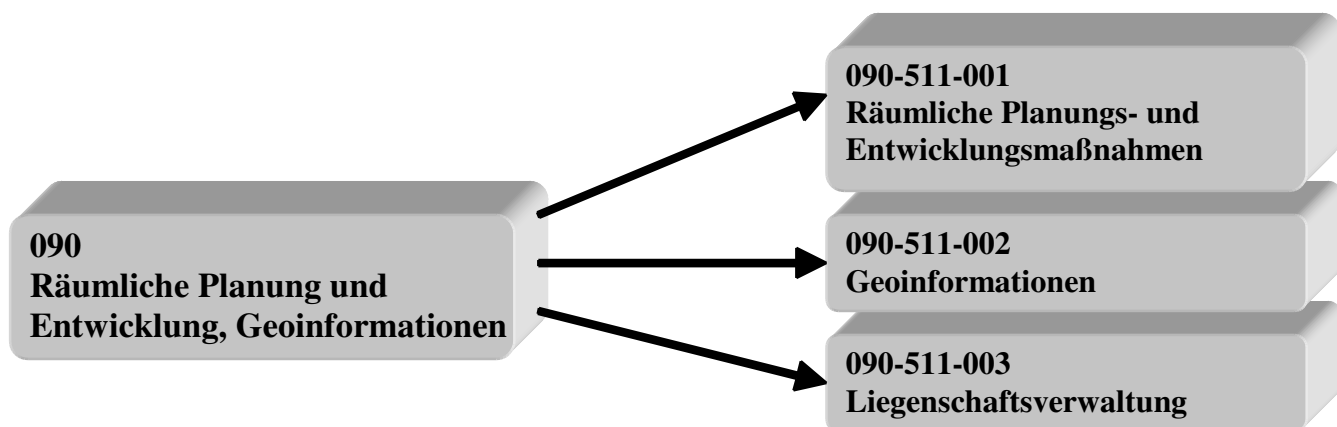 090
Räumliche Planung und
Entwicklung, Geoinformationen
090-511-001
Räumliche Planungs- und
Entwicklungsmaßnahmen
090-511-002
Geoinformationen
090-511-003
Liegenschaftsverwaltung